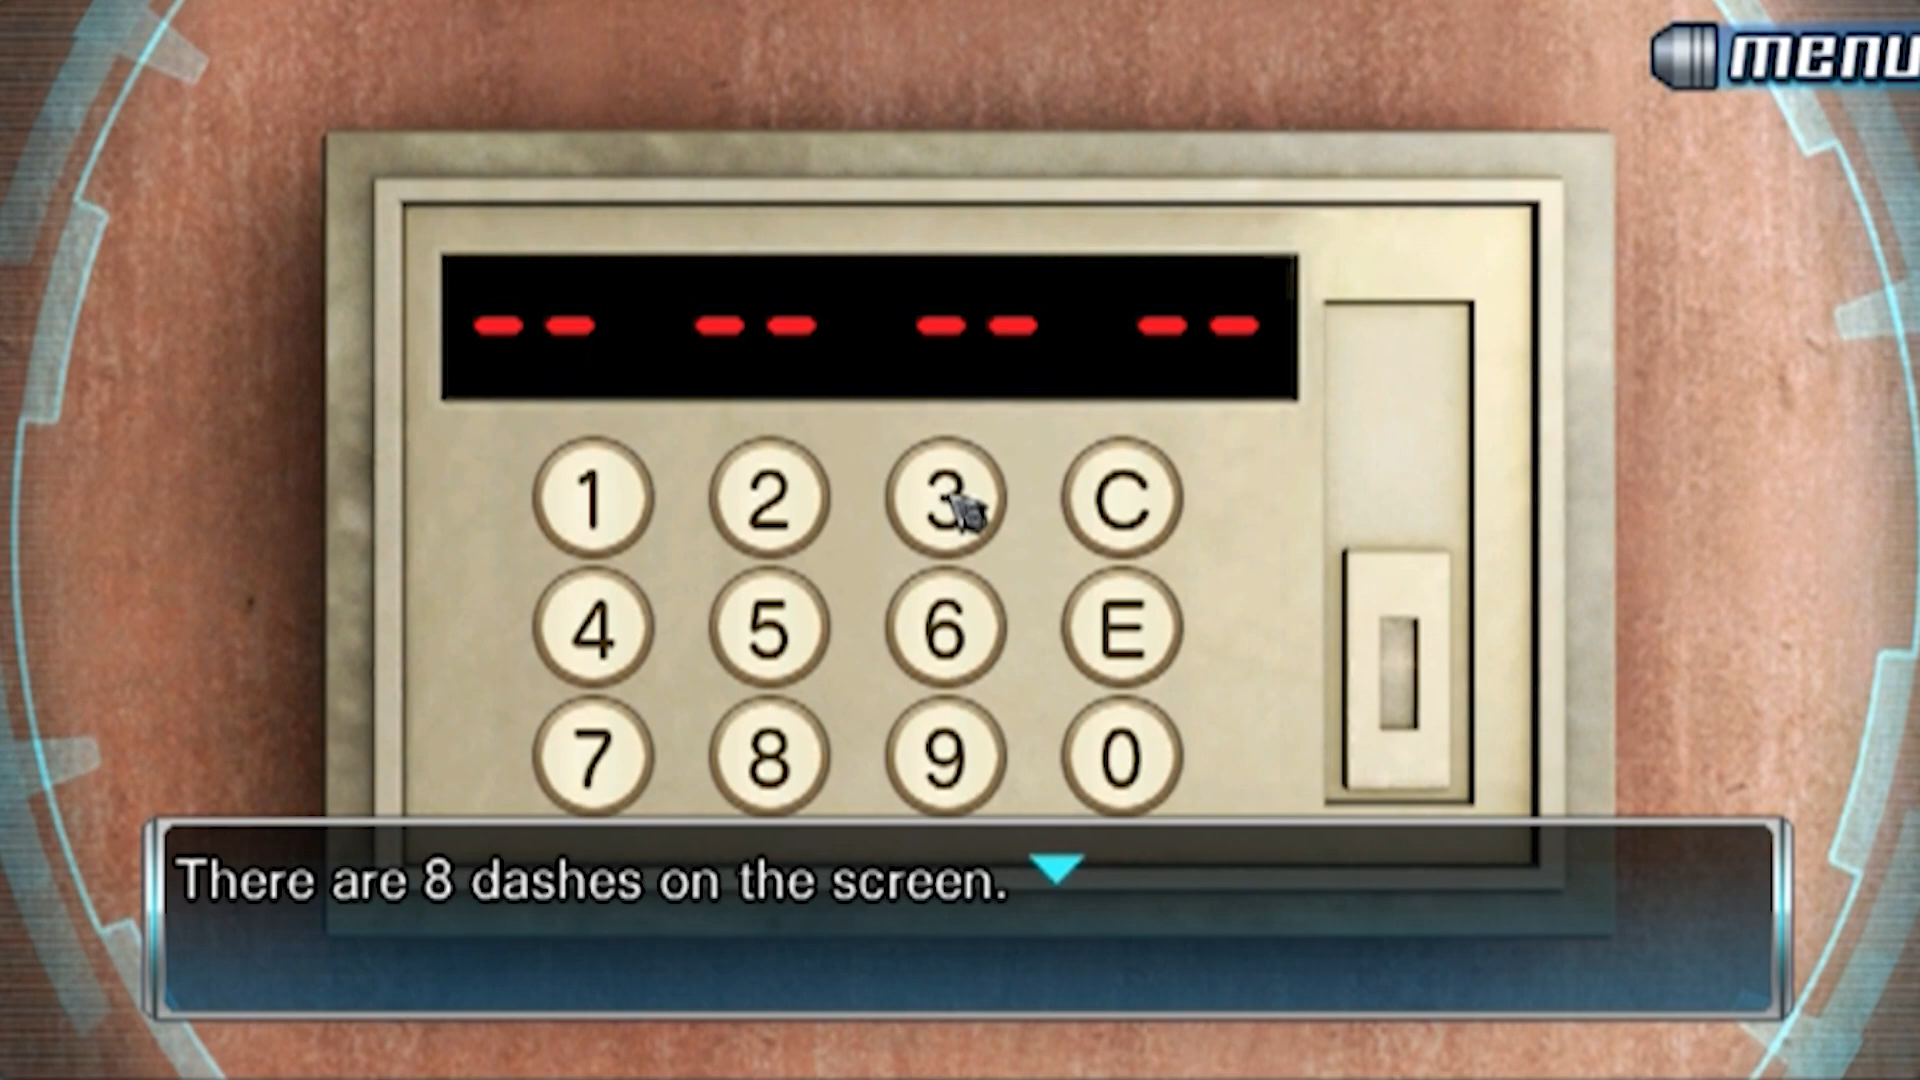 menu
-- -- -- --
1 2 3 C
4 5 6 E
7 8 9 0
There are 8 dashes on the screen.